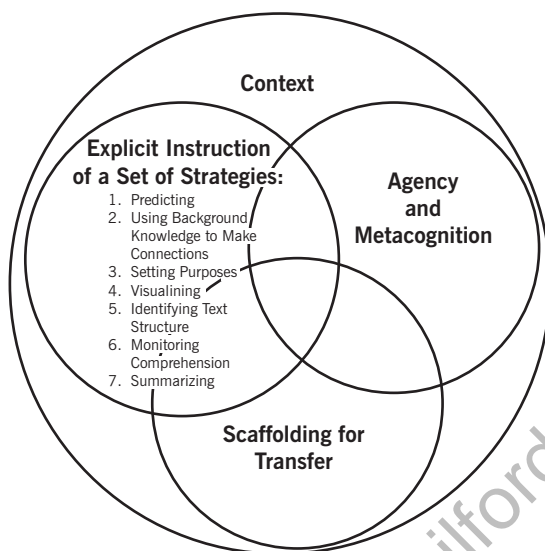 Context
Explicit Instruction
of a Set of Strategies:
1. Predicting
2. Using Background
Knowledge to Make
Connections
3. Setting Purposes
4. Visualining
5. Identifying Text
Structure
6. Monitoring
Comprehension
7. Summarizing
Agency
and
Metacognition
Scaffolding for
Transfer